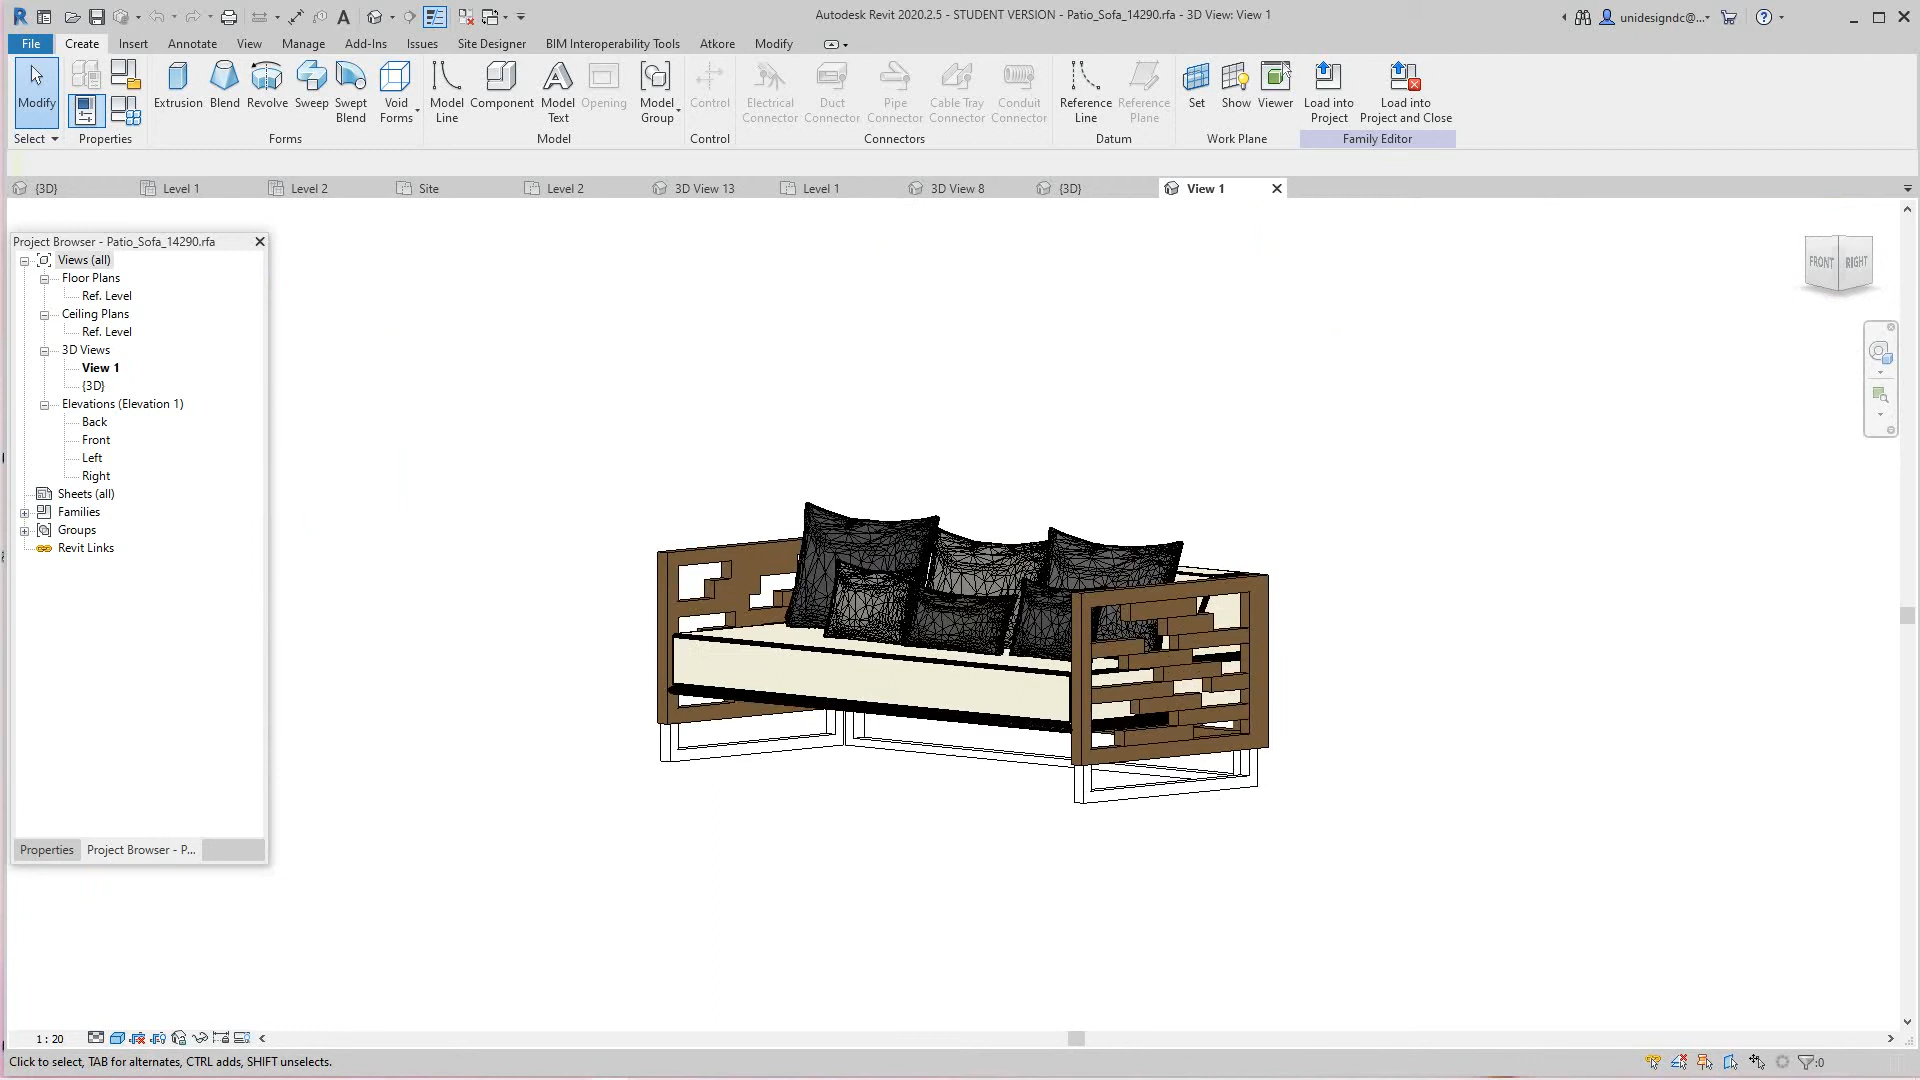 Autodesk Revit 2020.2.5 - STUDENT VERSION - Patio_Sofa_14290.rfa - 3D View: View 1
unidesigndc@...
File Create Insert Annotate View Manage Add-Ins Issues Site Designer BIM Interoperability Tools Atkore Modify
Modify
Extrusion Blend Revolve Sweep Swept Blend Void Forms
Model Line Component Model Text Opening Model Group
Control
Electrical Connector Duct Connector Pipe Connector Cable Tray Connector Conduit Connector
Reference Line Reference Plane
Set Show Viewer
Load into Project Load into Project and Close
Select Properties Forms Model Control Connectors Datum Work Plane Family Editor
{3D} Level 1 Level 2 Site Level 2 3D View 13 Level 1 3D View 8 {3D} View 1
Project Browser - Patio_Sofa_14290.rfa
Views (all)
Floor Plans
Ref. Level
Ceiling Plans
Ref. Level
3D Views
View 1
{3D}
Elevations (Elevation 1)
Back
Front
Left
Right
Sheets (all)
Families
Groups
Revit Links
Properties Project Browser - P...
FRONT RIGHT
1 : 20
Click to select, TAB for alternates, CTRL adds, SHIFT unselects.
:0